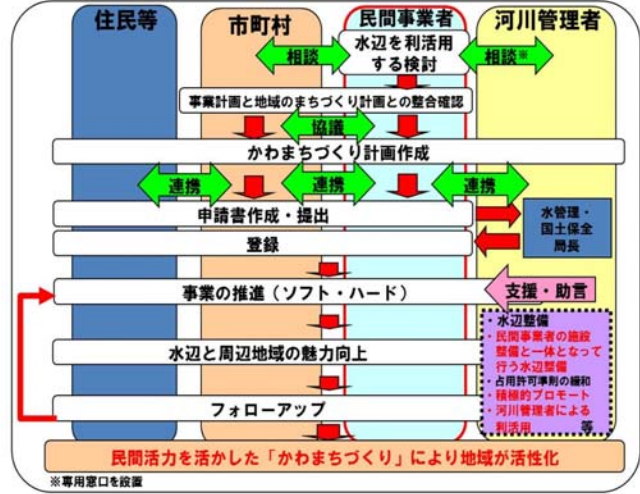 住民等
市町村
民間事業者
河川管理者
相談
水辺を利活用
する検討
相談※
事業計画と地域のまちづくり計画との整合確認
協議
かわまちづくり計画作成
連携
連携
連携
申請書作成・提出
水管理・
国土保全
局長
登録
事業の推進（ソフト・ハード）
支援・助言
・水辺整備
・民間事業者の施設
整備と一体となって
行う水辺整備
・占用許可準則の緩和
・積極的プロモート
・河川管理者による
利活用 等
水辺と周辺地域の魅力向上
フォローアップ
民間活力を活かした「かわまちづくり」により地域が活性化
※専用窓口を設置